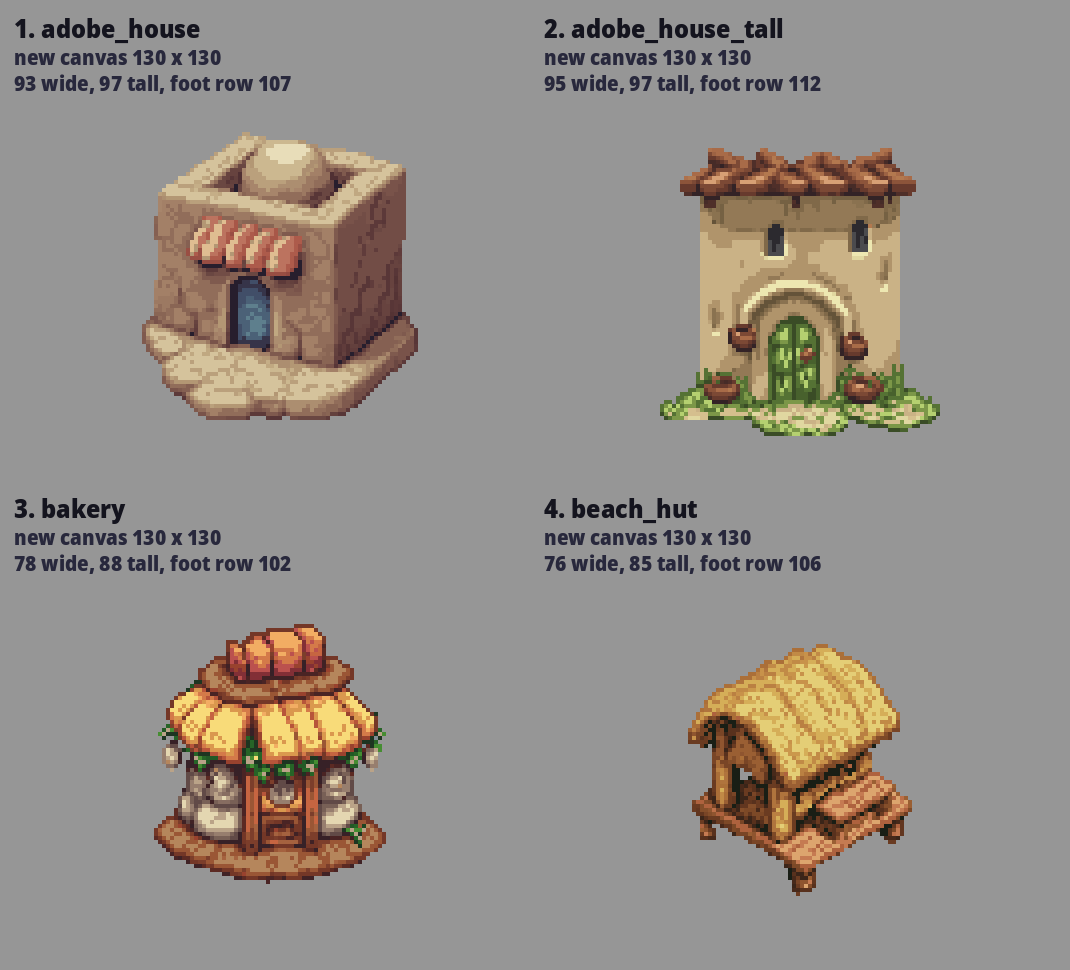 1. adobe_house
new canvas 130 x 130
93 wide, 97 tall, foot row 107
2. adobe_house_tall
new canvas 130 x 130
95 wide, 97 tall, foot row 112
3. bakery
new canvas 130 x 130
78 wide, 88 tall, foot row 102
4. beach_hut
new canvas 130 x 130
76 wide, 85 tall, foot row 106